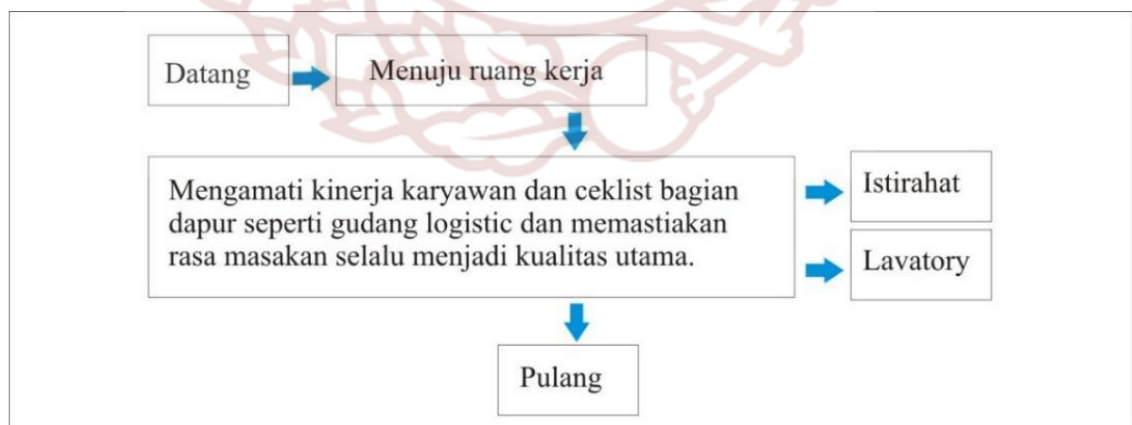 Datang
Menuju ruang kerja
Mengamati kinerja karyawan dan ceklist bagian
dapur seperti gudang logistic dan memastiakan
rasa masakan selalu menjadi kualitas utama.
Istirahat
Lavatory
Pulang